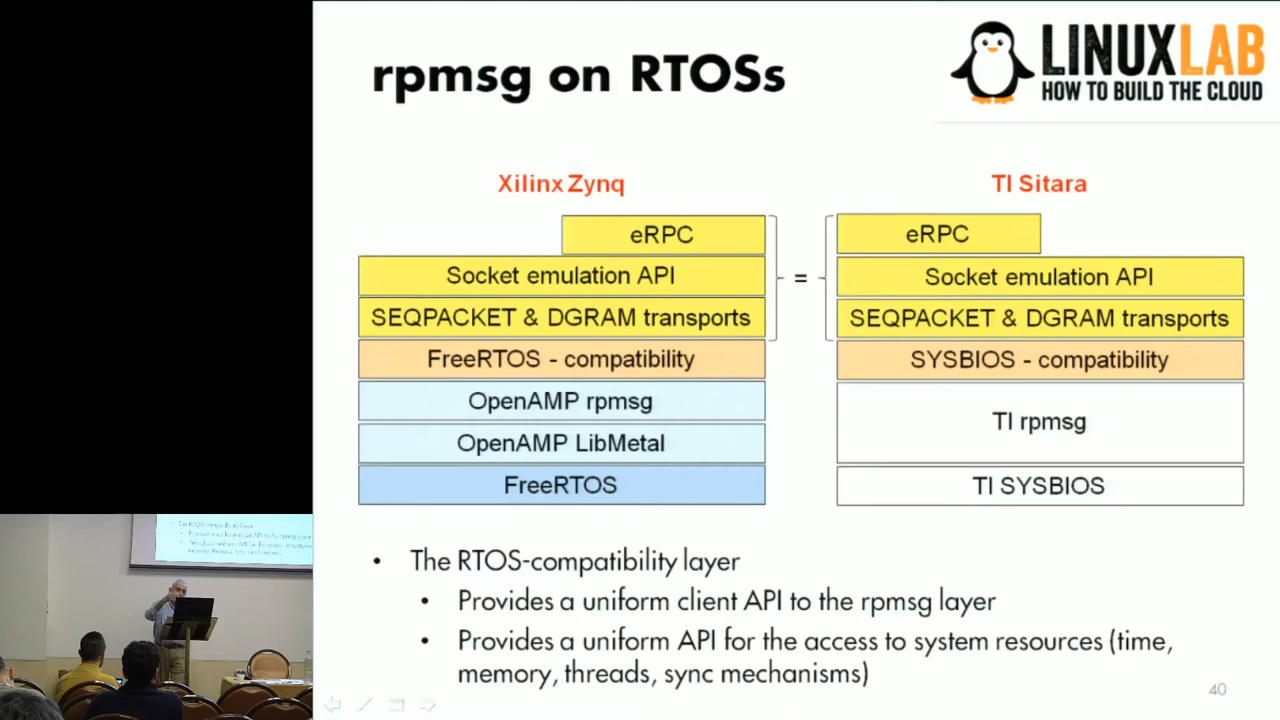 rpmsg on RTOSs
LINUXLAB
HOW TO BUILD THE CLOUD
Xilinx Zynq
TI Sitara
eRPC
Socket emulation API
SEQPACKET & DGRAM transports
FreeRTOS - compatibility
OpenAMP rpmsg
OpenAMP LibMetal
FreeRTOS
=
eRPC
Socket emulation API
SEQPACKET & DGRAM transports
SYSBIOS - compatibility
TI rpmsg
TI SYSBIOS
• The RTOS-compatibility layer
• Provides a uniform client API to the rpmsg layer
• Provides a uniform API for the access to system resources (time,
memory, threads, sync mechanisms)
40